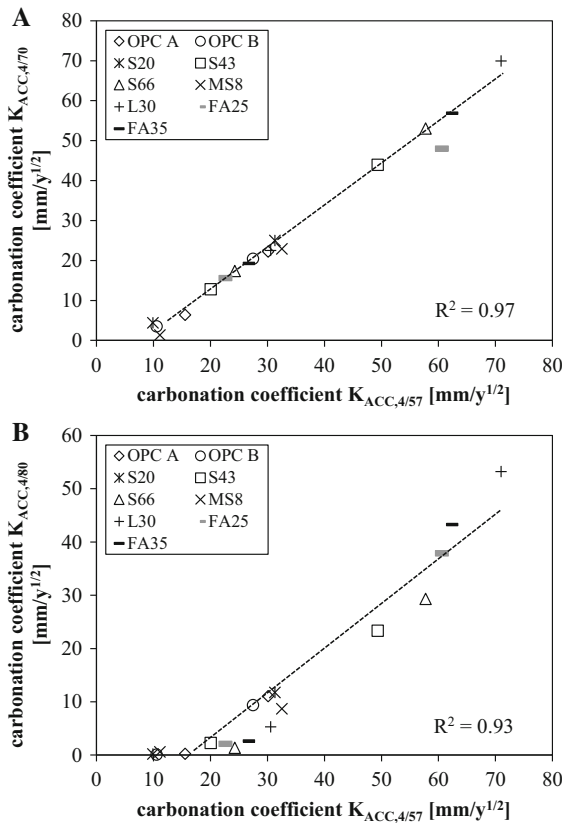 A
carbonation coefficient K_ACC,4/70
[mm/y^1/2]
80
70
60
50
40
30
20
10
0
OPC A OPC B
S20 S43
S66 MS8
L30 FA25
FA35
R² = 0.97
0 10 20 30 40 50 60 70 80
carbonation coefficient K_ACC,4/57 [mm/y^1/2]
B
carbonation coefficient K_ACC,4/80
[mm/y^1/2]
60
50
40
30
20
10
0
OPC A OPC B
S20 S43
S66 MS8
L30 FA25
FA35
R² = 0.93
0 10 20 30 40 50 60 70 80
carbonation coefficient K_ACC,4/57 [mm/y^1/2]